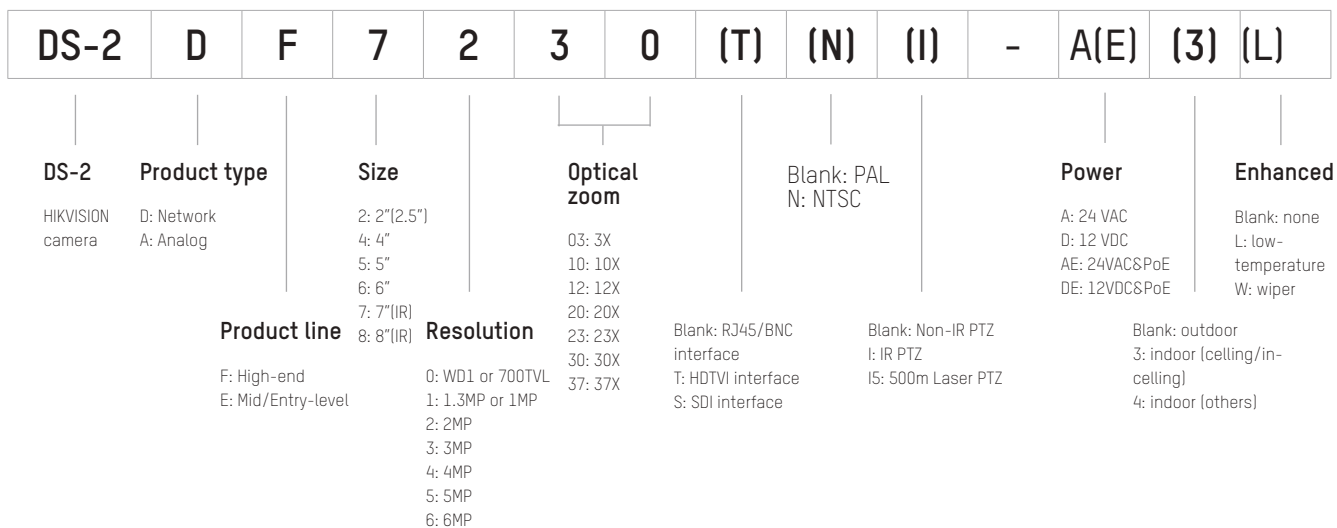 DS-2 D F 7 2 3 0 (T) (N) (I) - A(E) (3) (L)
DS-2
HIKVISION
camera
Product type
D: Network
A: Analog
Product line
F: High-end
E: Mid/Entry-level
Size
2: 2"(2.5")
4: 4"
5: 5"
6: 6"
7: 7"(IR)
8: 8"(IR)
Resolution
0: WD1 or 700TVL
1: 1.3MP or 1MP
2: 2MP
3: 3MP
4: 4MP
5: 5MP
6: 6MP
Optical
zoom
03: 3X
10: 10X
12: 12X
20: 20X
23: 23X
30: 30X
37: 37X
Blank: RJ45/BNC
interface
T: HDTVI interface
S: SDI interface
Blank: PAL
N: NTSC
Blank: Non-IR PTZ
I: IR PTZ
I5: 500m Laser PTZ
Power
A: 24 VAC
D: 12 VDC
AE: 24VAC&PoE
DE: 12VDC&PoE
Blank: outdoor
3: indoor (celling/in-
celling)
4: indoor (others)
Enhanced
Blank: none
L: low-
temperature
W: wiper